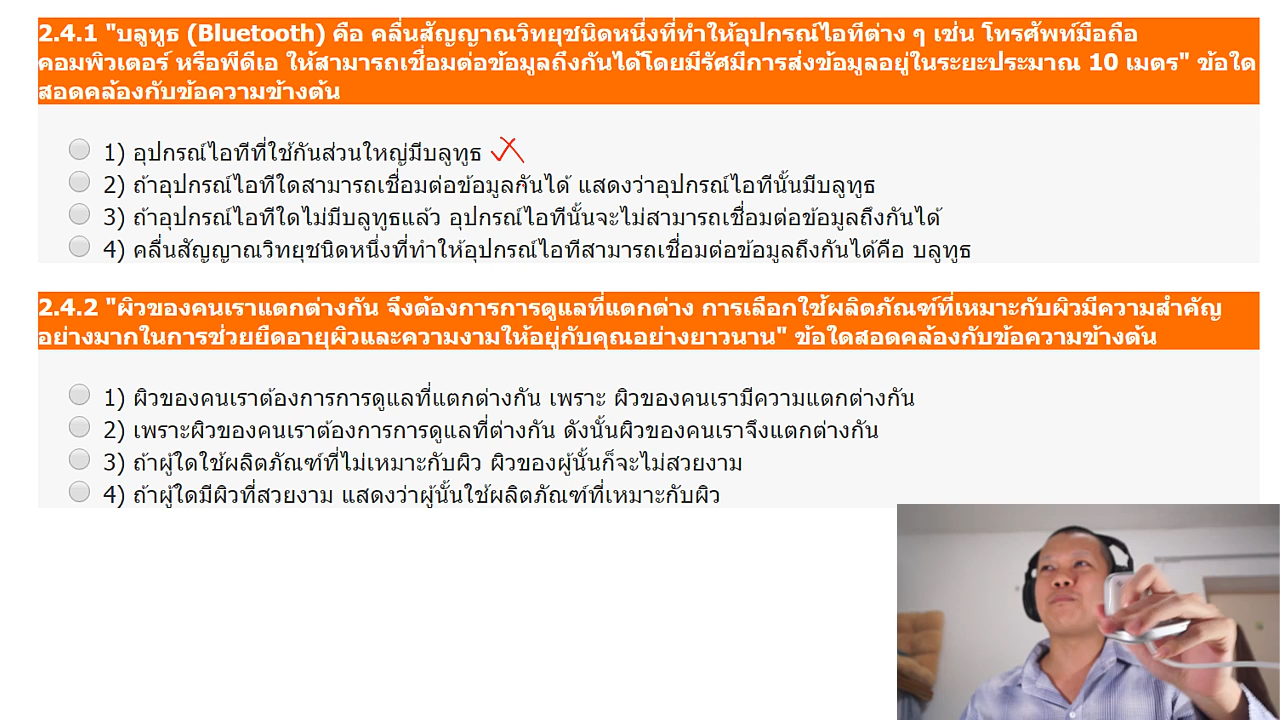 2.4.1 "บลูทูธ (Bluetooth) คือ คลื่นสัญญาณวิทยุชนิดหนึ่งที่ทำให้อุปกรณ์ไอทีต่าง ๆ เช่น โทรศัพท์มือถือ
คอมพิวเตอร์ หรือพีดีเอ ให้สามารถเชื่อมต่อข้อมูลถึงกันได้โดยมีรัศมีการส่งข้อมูลอยู่ในระยะประมาณ 10 เมตร" ข้อใด
สอดคล้องกับข้อความข้างต้น
1) อุปกรณ์ไอทีที่ใช้กันส่วนใหญ่มีบลูทูธ
2) ถ้าอุปกรณ์ไอทีใดสามารถเชื่อมต่อข้อมูลกันได้ แสดงว่าอุปกรณ์ไอทีนั้นมีบลูทูธ
3) ถ้าอุปกรณ์ไอทีใดไม่มีบลูทูธแล้ว อุปกรณ์ไอทีนั้นจะไม่สามารถเชื่อมต่อข้อมูลถึงกันได้
4) คลื่นสัญญาณวิทยุชนิดหนึ่งที่ทำให้อุปกรณ์ไอทีสามารถเชื่อมต่อข้อมูลถึงกันได้คือ บลูทูธ
2.4.2 "ผิวของคนเราแตกต่างกัน จึงต้องการการดูแลที่แตกต่าง การเลือกใช้ผลิตภัณฑ์ที่เหมาะกับผิวมีความสำคัญ
อย่างมากในการช่วยยืดอายุผิวและความงามให้อยู่กับคุณอย่างยาวนาน" ข้อใดสอดคล้องกับข้อความข้างต้น
1) ผิวของคนเราต้องการการดูแลที่แตกต่างกัน เพราะ ผิวของคนเรามีความแตกต่างกัน
2) เพราะผิวของคนเราต้องการการดูแลที่ต่างกัน ดังนั้นผิวของคนเราจึงแตกต่างกัน
3) ถ้าผู้ใดใช้ผลิตภัณฑ์ที่ไม่เหมาะกับผิว ผิวของผู้นั้นก็จะไม่สวยงาม
4) ถ้าผู้ใดมีผิวที่สวยงาม แสดงว่าผู้นั้นใช้ผลิตภัณฑ์ที่เหมาะกับผิว